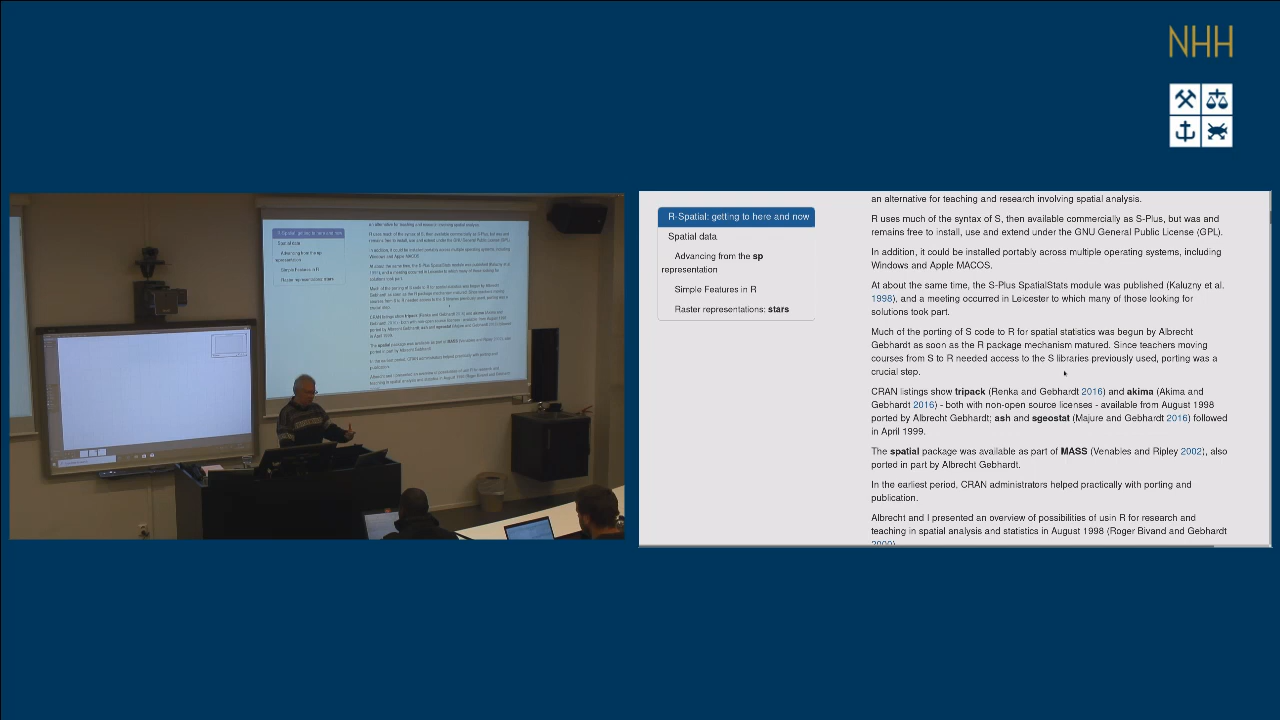 NHH
R-Spatial: getting to here and now
Spatial data
Advancing from the sp
representation
Simple Features in R
Raster representations: stars
an alternative for teaching and research involving spatial analysis.
R uses much of the syntax of S, then available commercially as S-Plus, but was and
remains free to install, use and extend under the GNU General Public License (GPL).
In addition, it could be installed portably across multiple operating systems, including
Windows and Apple MACOS.
At about the same time, the S-Plus SpatialStats module was published (Kaluzny et al.
1998), and a meeting occurred in Leicester to which many of those looking for
solutions took part.
Much of the porting of S code to R for spatial statistics was begun by Albrecht
Gebhardt as soon as the R package mechanism matured. Since teachers moving
courses from S to R needed access to the S libraries previously used, porting was a
crucial step.
CRAN listings show tripack (Renka and Gebhardt 2016) and akima (Akima and
Gebhardt 2016) - both with non-open source licenses - available from August 1998
ported by Albrecht Gebhardt; ash and sgeostat (Majure and Gebhardt 2016) followed
in April 1999.
The spatial package was available as part of MASS (Venables and Ripley 2002), also
ported in part by Albrecht Gebhardt.
In the earliest period, CRAN administrators helped practically with porting and
publication.
Albrecht and I presented an overview of possibilities of usin R for research and
teaching in spatial analysis and statistics in August 1998 (Roger Bivand and Gebhardt
2000).